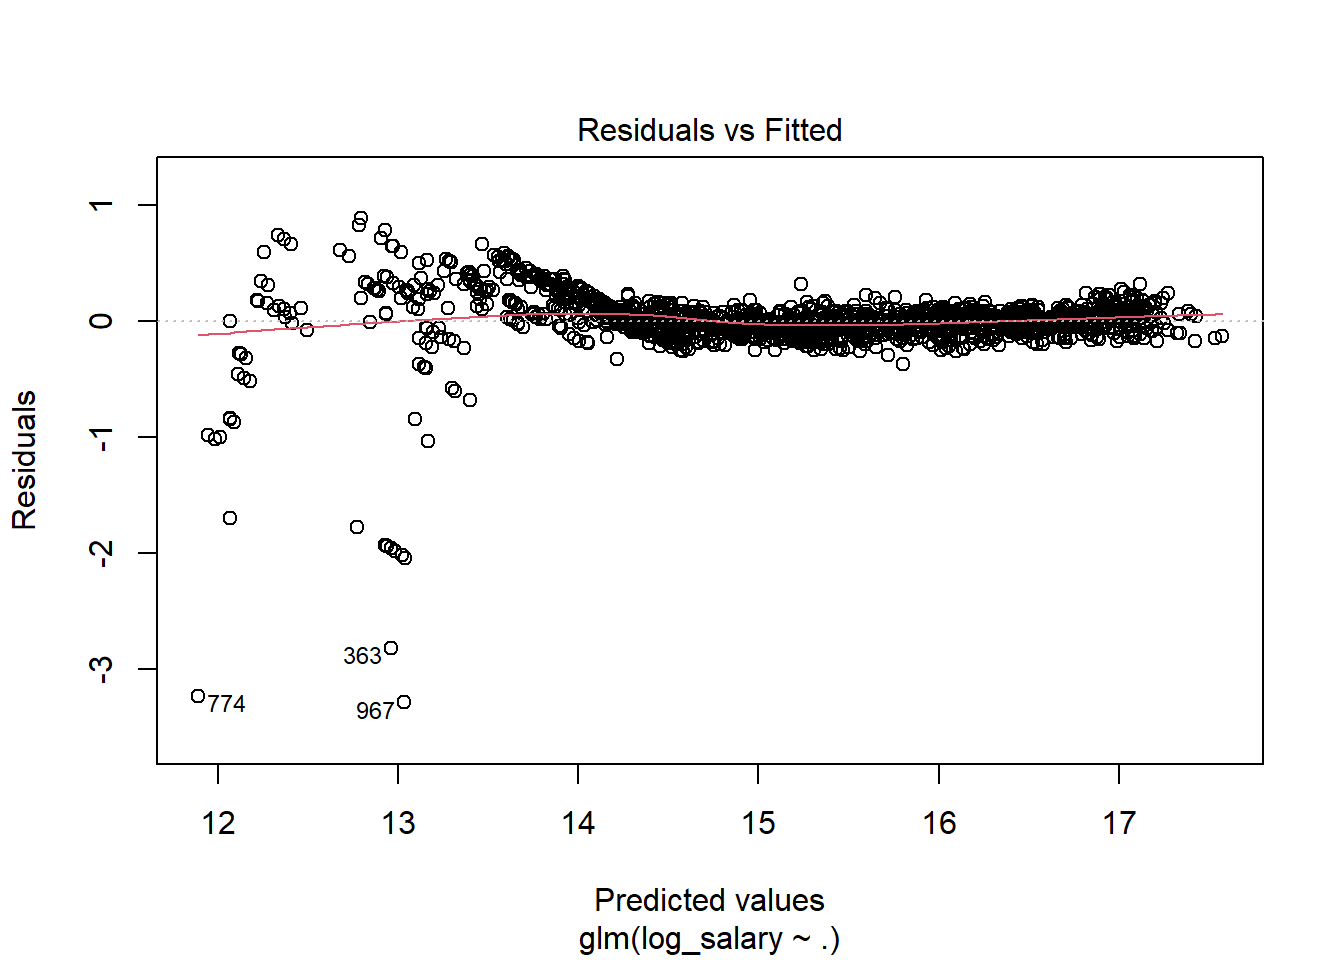 Residuals vs Fitted
Residuals
1
0
-1
-2
-3
363
774
967
12 13 14 15 16 17
Predicted values
glm(log_salary ~ .)